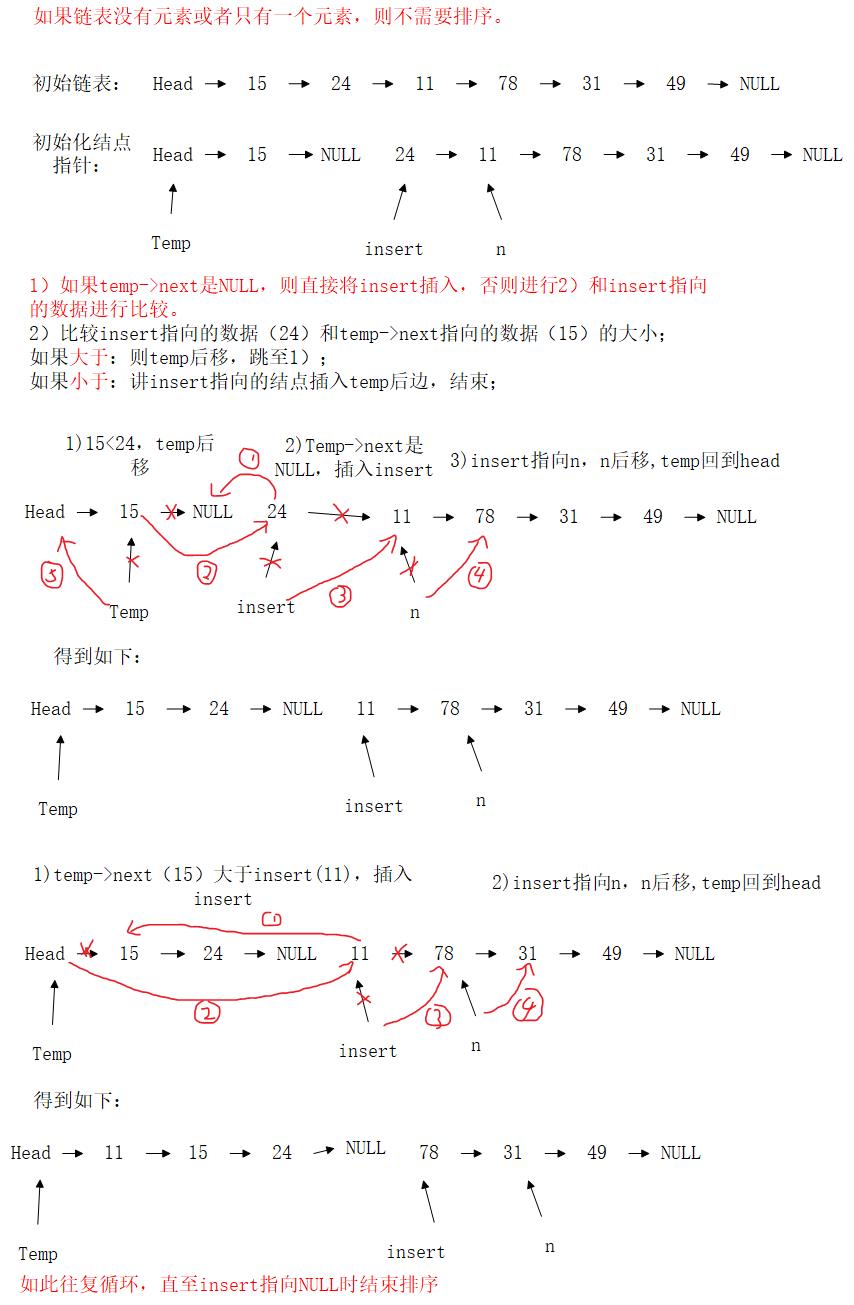 如果链表没有元素或者只有一个元素，则不需要排序。
初始链表： Head 15 24 11 78 31 49 NULL
初始化结点
指针：
Head 15 NULL 24 11 78 31 49 NULL
Temp insert n
1）如果temp->next是NULL，则直接将insert插入，否则进行2）和insert指向
的数据进行比较。
2）比较insert指向的数据（24）和temp->next指向的数据（15）的大小；
如果大于：则temp后移，跳至1）；
如果小于：讲insert指向的结点插入temp后边，结束；
1)15<24，temp后
移
2)Temp->next是
NULL，插入insert
3)insert指向n，n后移,temp回到head
①
Head 15 NULL 24 11 78 31 49 NULL
⑤ ② ③ ④
Temp insert n
得到如下：
Head 15 24 NULL 11 78 31 49 NULL
Temp insert n
1)temp->next（15）大于insert(11)，插入
insert
2)insert指向n，n后移,temp回到head
①
Head 15 24 NULL 11 78 31 49 NULL
② ③ ④
Temp insert n
得到如下：
Head 11 15 24 NULL 78 31 49 NULL
Temp insert n
如此往复循环，直至insert指向NULL时结束排序